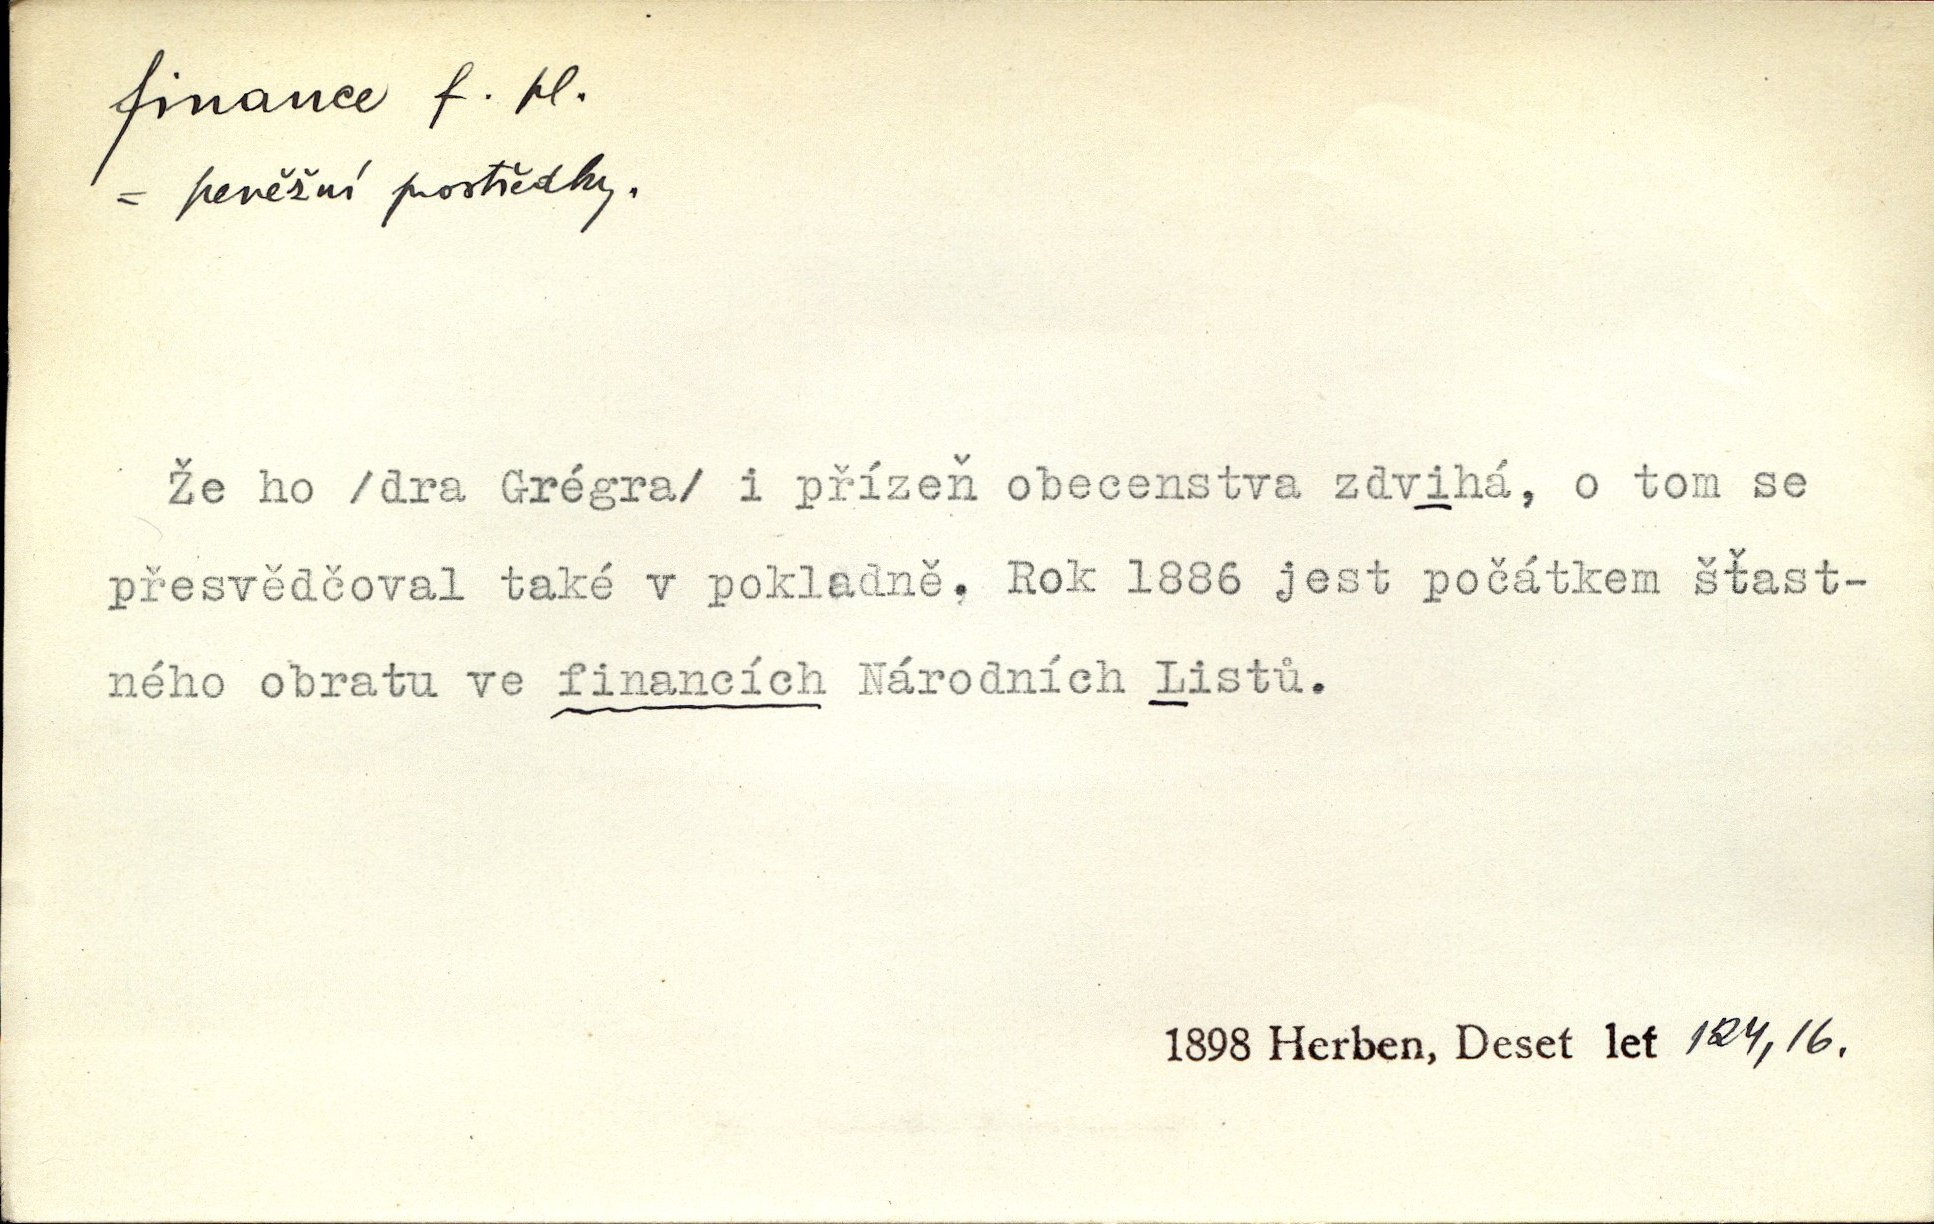 finance f. pl.
= peněžní prostředky.
Že ho /dra Grégra/ i přízeň obecenstva zdvihá, o tom se
přesvědčoval také v pokladně. Rok 1886 jest počátkem šťast-
ného obratu ve financích Národních Listů.
1898 Herben, Deset let 124, 16.